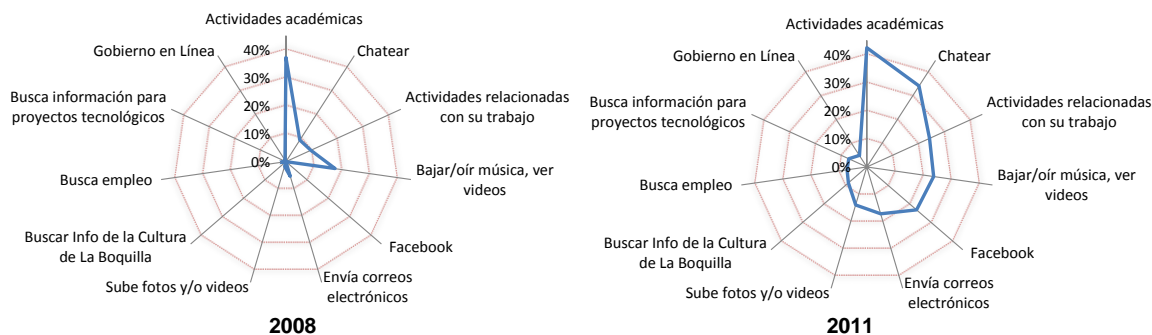 Actividades académicas
Chatear
Actividades relacionadas
con su trabajo
Bajar/oír música, ver
videos
Facebook
Envía correos
electrónicos
Sube fotos y/o videos
Buscar Info de la Cultura
de La Boquilla
Busca empleo
Busca información para
proyectos tecnológicos
Gobierno en Línea
40%
30%
20%
10%
0%
2008
Actividades académicas
Chatear
Actividades relacionadas
con su trabajo
Bajar/oír música, ver
videos
Facebook
Envía correos
electrónicos
Sube fotos y/o videos
Buscar Info de la Cultura
de La Boquilla
Busca empleo
Busca información para
proyectos tecnológicos
Gobierno en Línea
40%
30%
20%
10%
0%
2011